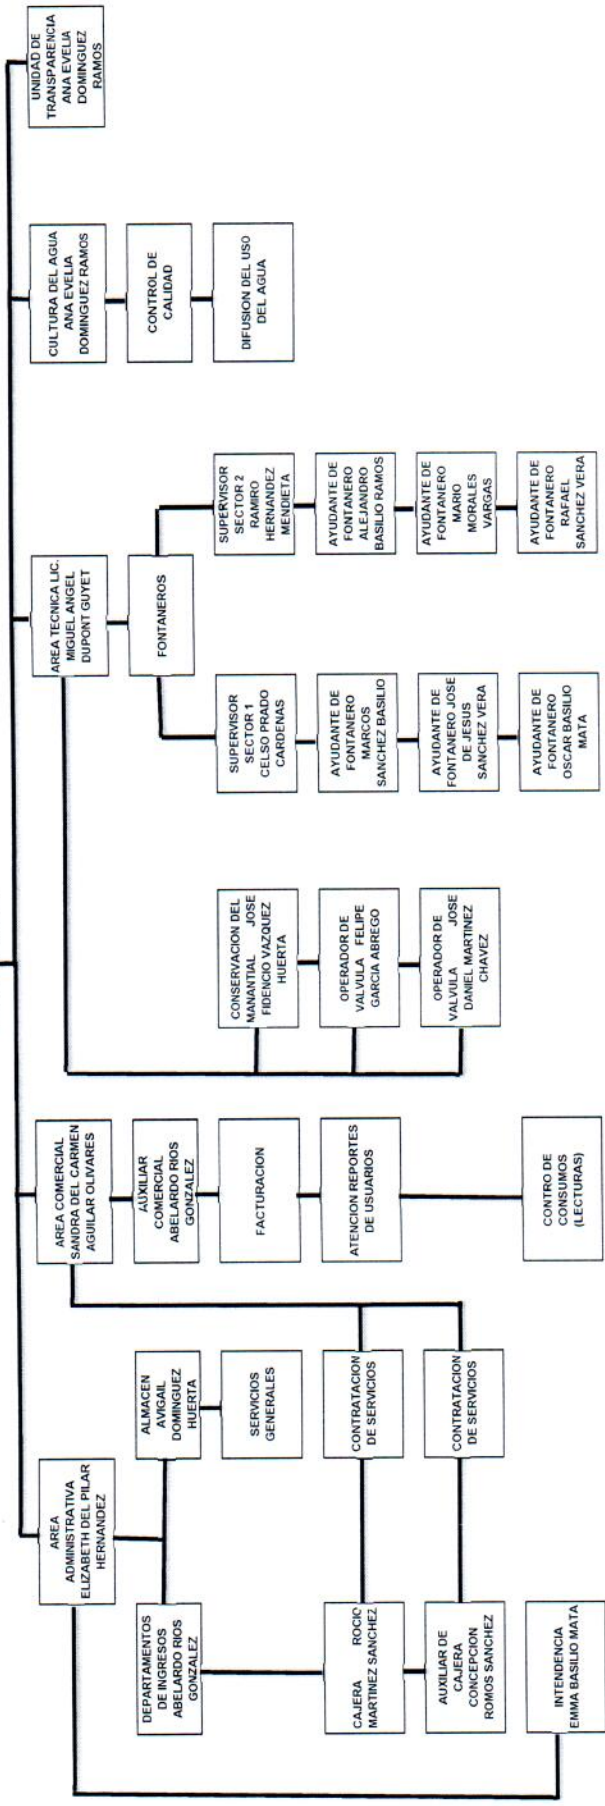 AREA
ADMINISTRATIVA
ELIZABETH DEL PILAR
HERNANDEZ
DEPARTAMENTOS
DE INGRESOS
ABELARDO RIOS
GONZALEZ
ALMACEN
AVIGAIL
DOMINGUEZ
HUERTA
SERVICIOS
GENERALES
CAJERA ROCIO
MARTINEZ SANCHEZ
CONTRATACION
DE SERVICIOS
AUXILIAR DE
CAJERA
CONCEPCION
ROMOS SANCHEZ
CONTRATACION
DE SERVICIOS
INTENDENCIA
EMMA BASILIO MATA
AREA COMERCIAL
SANDRA DEL CARMEN
AGUILAR OLIVARES
AUXILIAR
COMERCIAL
ABELARDO RIOS
GONZALEZ
FACTURACION
ATENCION REPORTES
DE USUARIOS
CONTRO DE
CONSUMOS
(LECTURAS)
AREA TECNICA LIC.
MIGUEL ANGEL
DUPONT GUYET
CONSERVACION DEL
MANANTIAL JOSE
FIDENCIO VAZQUEZ
HUERTA
OPERADOR DE
VALVULA FELIPE
GARCIA ABREGO
OPERADOR DE
VALVULA JOSE
DANIEL MARTINEZ
CHAVEZ
FONTANEROS
SUPERVISOR
SECTOR 1
CELSO PRADO
CARDENAS
AYUDANTE DE
FONTANERO
MARCOS
SANCHEZ BASILIO
AYUDANTE DE
FONTANERO JOSE
DE JESUS
SANCHEZ VERA
AYUDANTE DE
FONTANERO
OSCAR BASILIO
MATA
SUPERVISOR
SECTOR 2
RAMIRO
HERNANDEZ
MENDIETA
AYUDANTE DE
FONTANERO
ALEJANDRO
BASILIO RAMOS
AYUDANTE DE
FONTANERO
MARIO
MORALES
VARGAS
AYUDANTE DE
FONTANERO
RAFAEL
SANCHEZ VERA
CULTURA DEL AGUA
ANA EVELIA
DOMINGUEZ RAMOS
CONTROL DE
CALIDAD
DIFUSION DEL USO
DEL AGUA
UNIDAD DE
TRANSPARENCIA
ANA EVELIA
DOMINGUEZ
RAMOS